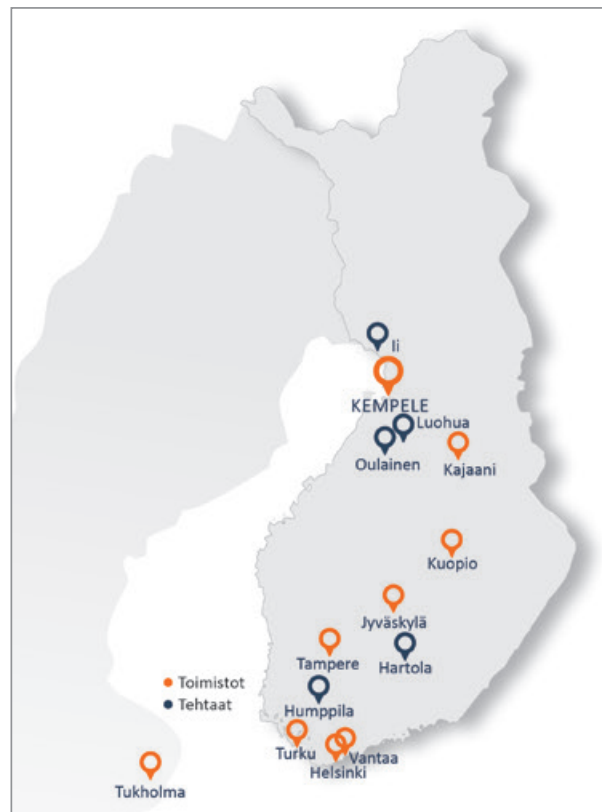 Ii
KEMPELE
Luohua
Oulainen
Kajaani
Kuopio
Jyväskylä
Tampere
Hartola
Toimistot
Tehtaat
Humppila
Turku
Vantaa
Helsinki
Tukholma